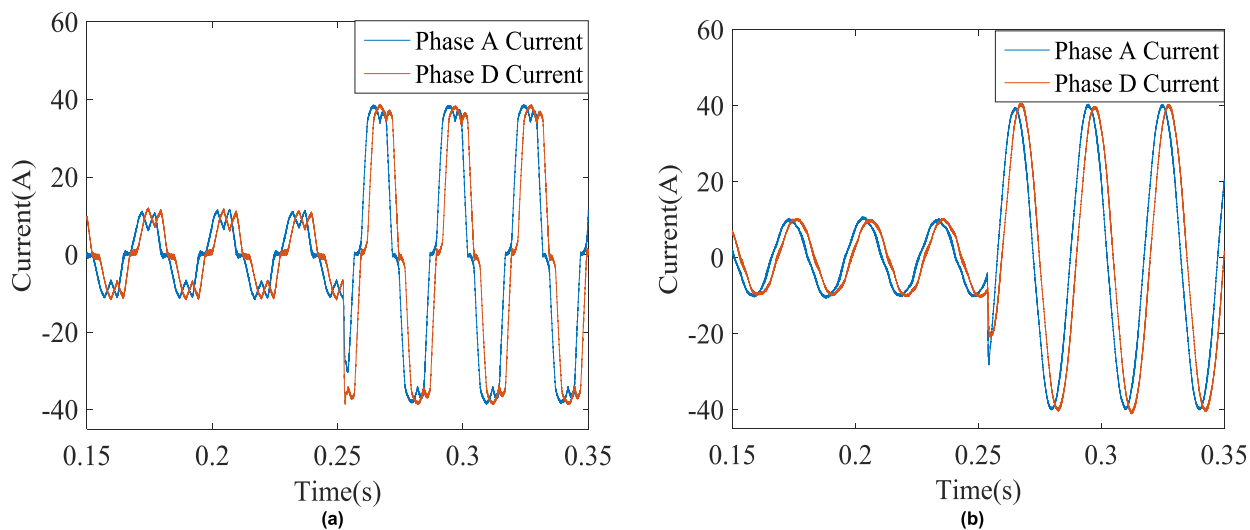 60
40
20
0
-20
-40
Current(A)
0.15
0.2
0.25
0.3
0.35
Time(s)
Phase A Current
Phase D Current
(a)
60
40
20
0
-20
-40
Current(A)
0.15
0.2
0.25
0.3
0.35
Time(s)
Phase A Current
Phase D Current
(b)